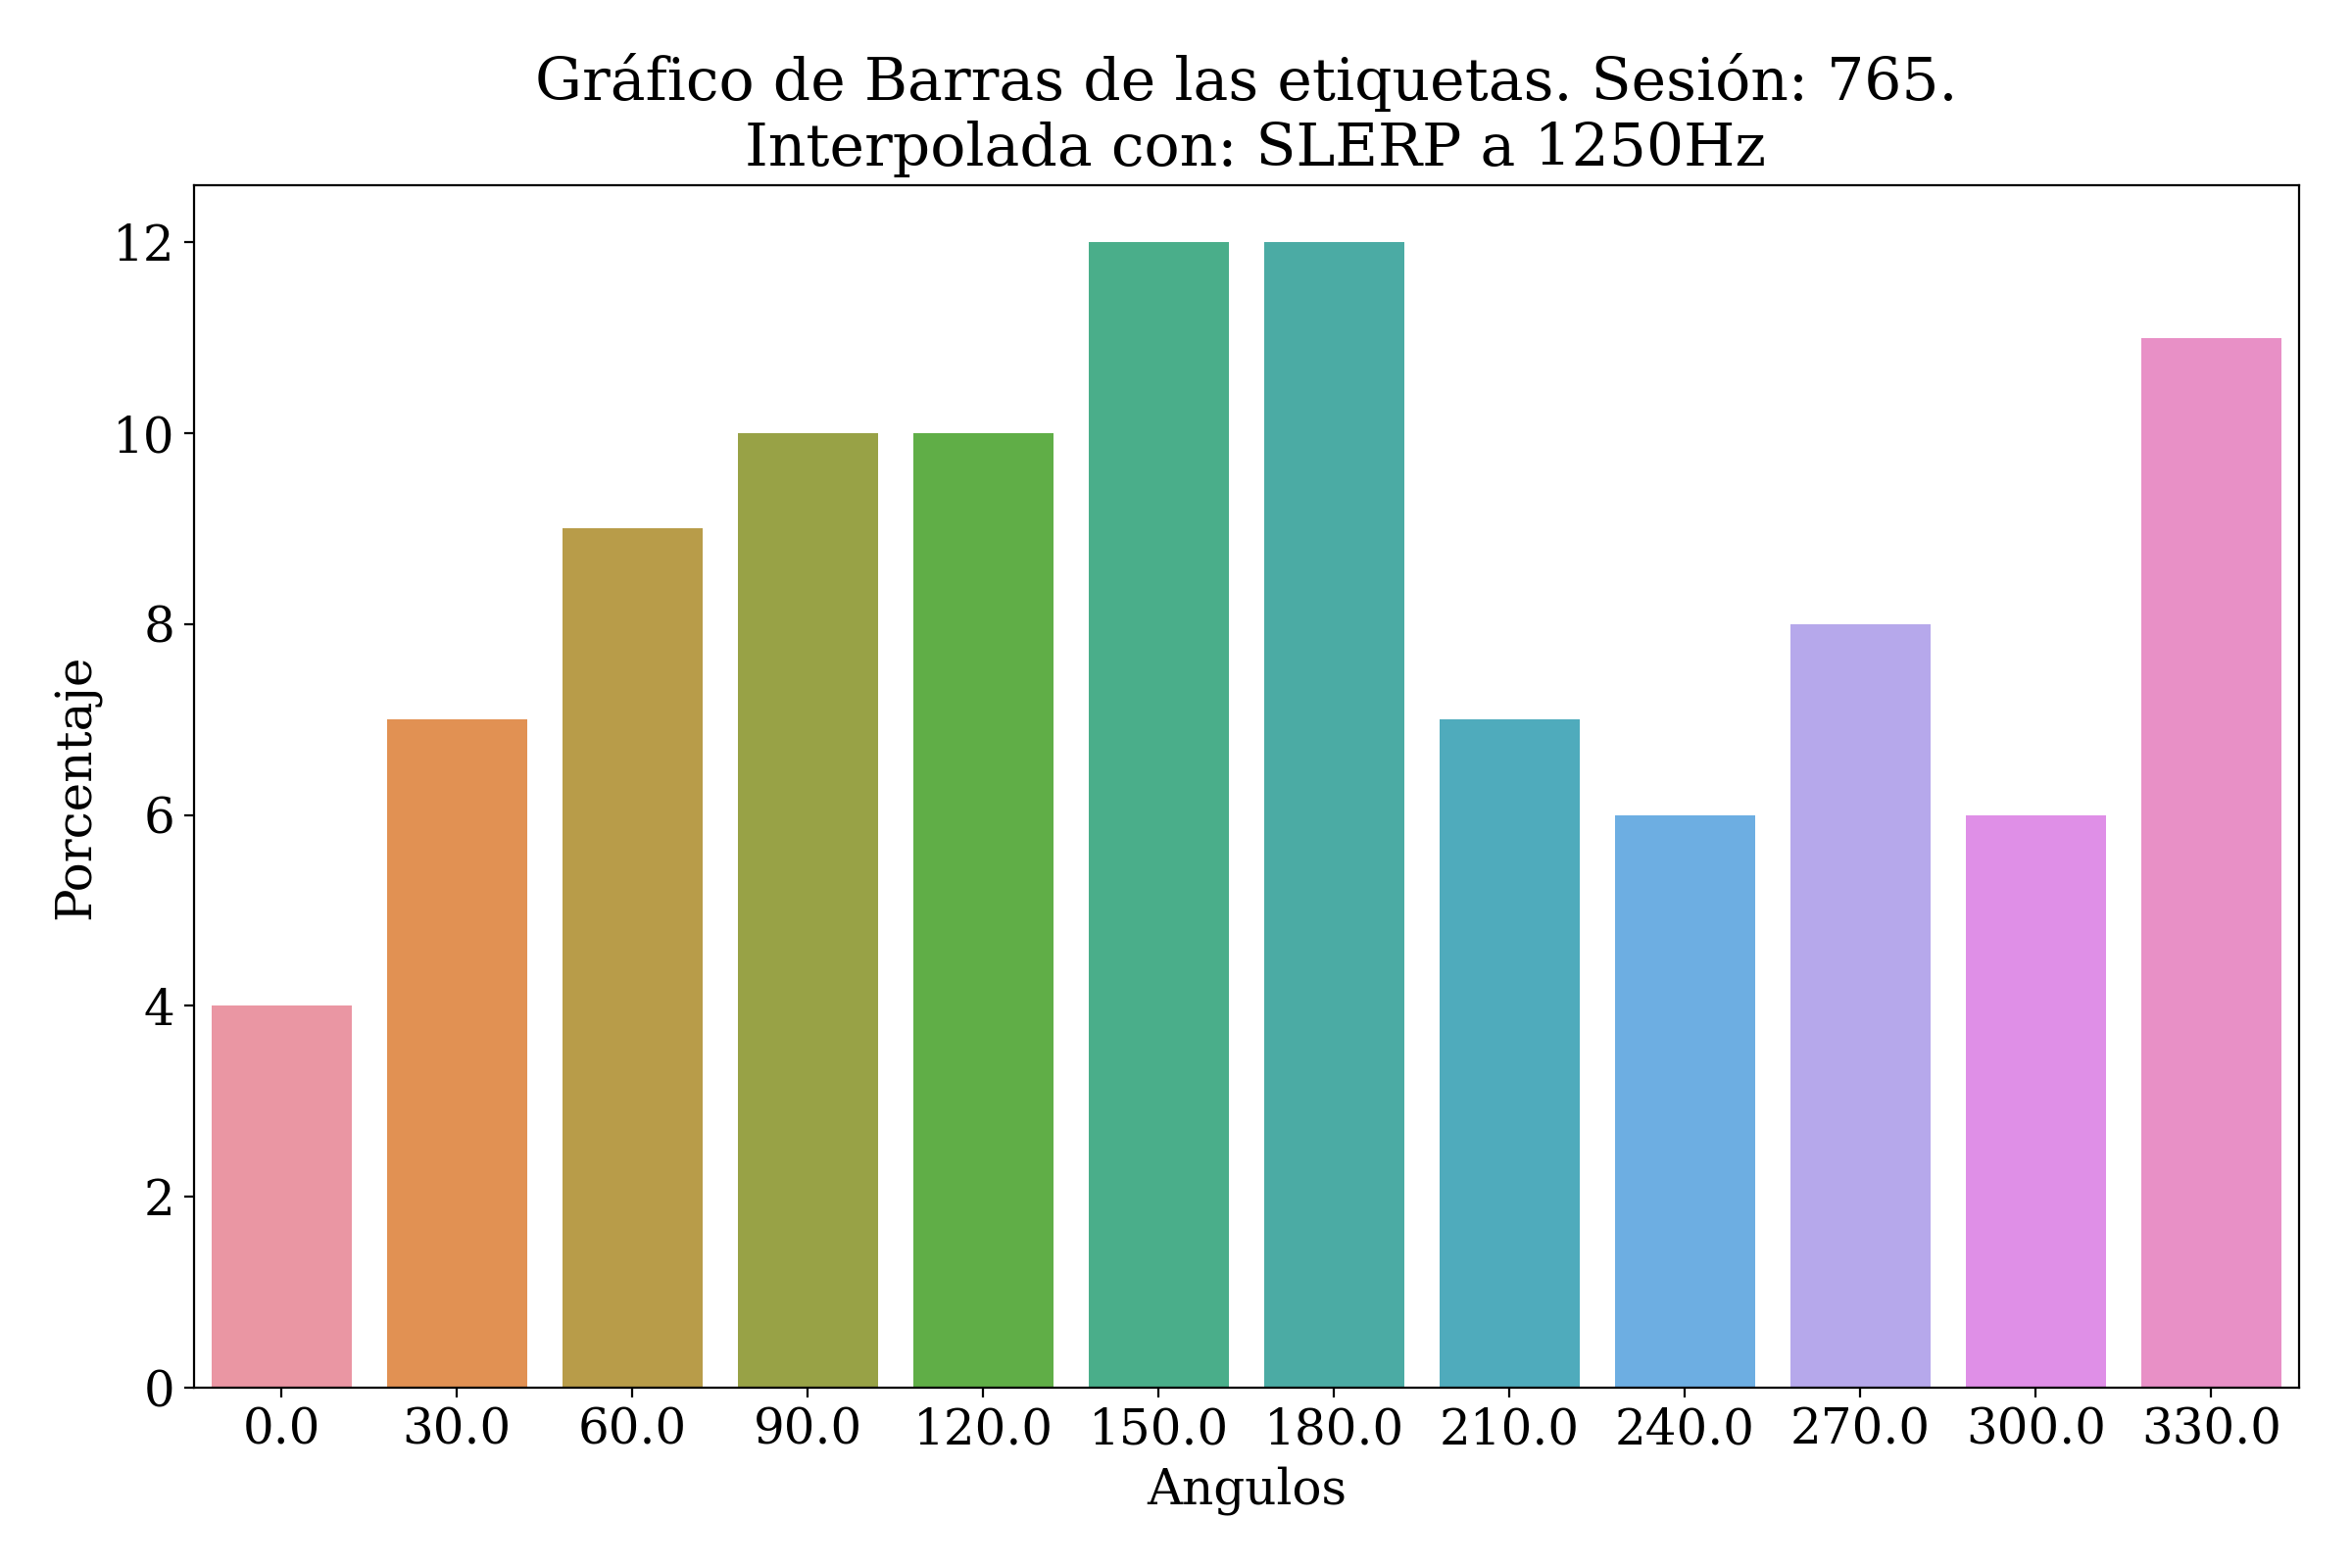 Gráfico de Barras de las etiquetas. Sesión: 765.
Interpolada con: SLERP a 1250Hz
12
10
8
6
4
2
0
Porcentaje
0.0 30.0 60.0 90.0 120.0 150.0 180.0 210.0 240.0 270.0 300.0 330.0
Angulos